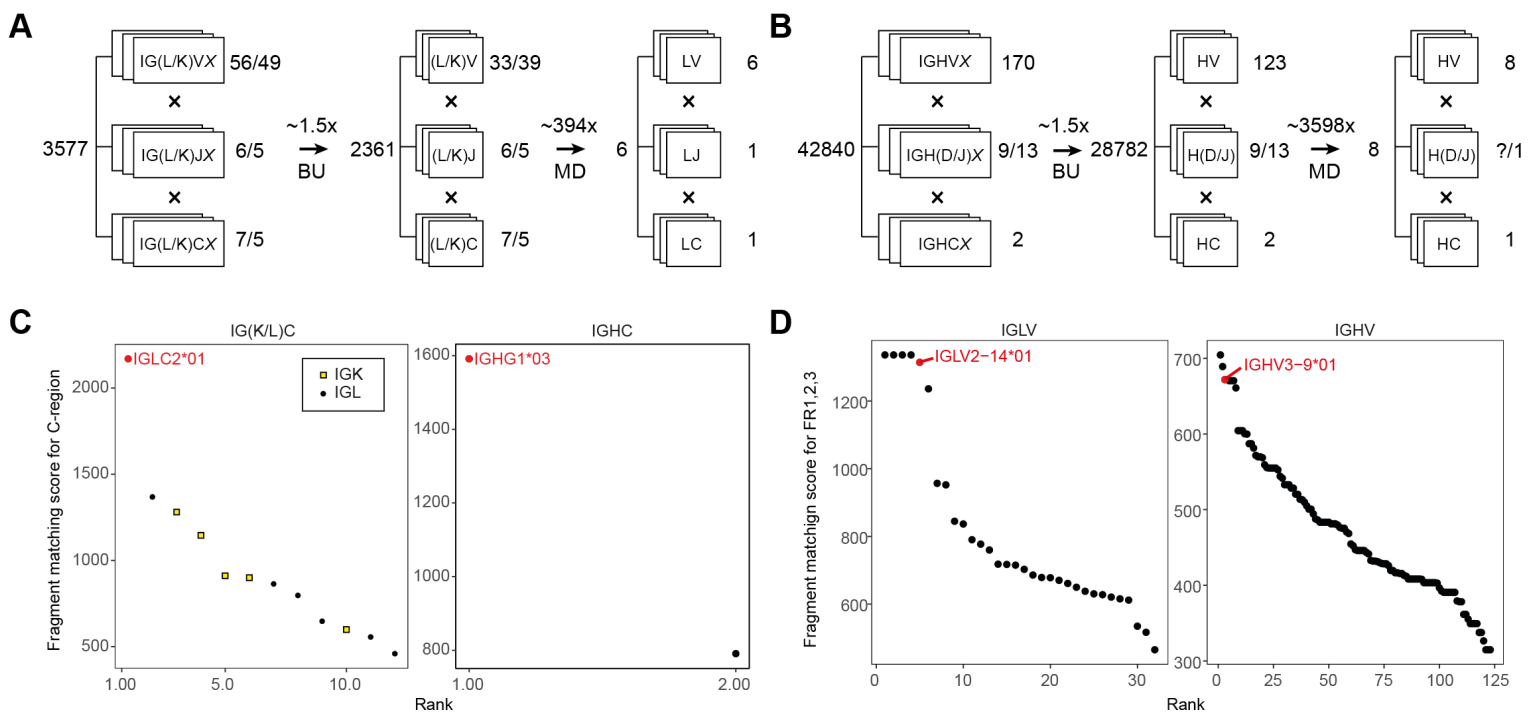 A
IG(L/K)VX 56/49
×
3577 IG(L/K)JX 6/5
×
IG(L/K)CX 7/5
~1.5x
BU
(L/K)V 33/39
×
2361 (L/K)J 6/5
×
(L/K)C 7/5
~394x
MD
LV 6
×
6 LJ 1
×
LC 1
B
IGHVX 170
×
42840 IGH(D/J)X 9/13
×
IGHCX 2
~1.5x
BU
HV 123
×
28782 H(D/J) 9/13
×
HC 2
~3598x
MD
HV 8
×
8 H(D/J) ?/1
×
HC 1
C
IG(K/L)C
IGHC
Fragment matching score for C-region
2000
1500
1000
500
IGLC2*01
IGK
IGL
1.00 5.0 10.0
1600
1400
1200
1000
800
IGHG1*03
1.00 2.00
Rank
D
IGLV
IGHV
Fragment matchign score for FR1,2,3
1200
1000
800
600
IGLV2−14*01
0 10 20 30
700
600
500
400
300
IGHV3−9*01
0 25 50 75 100 125
Rank